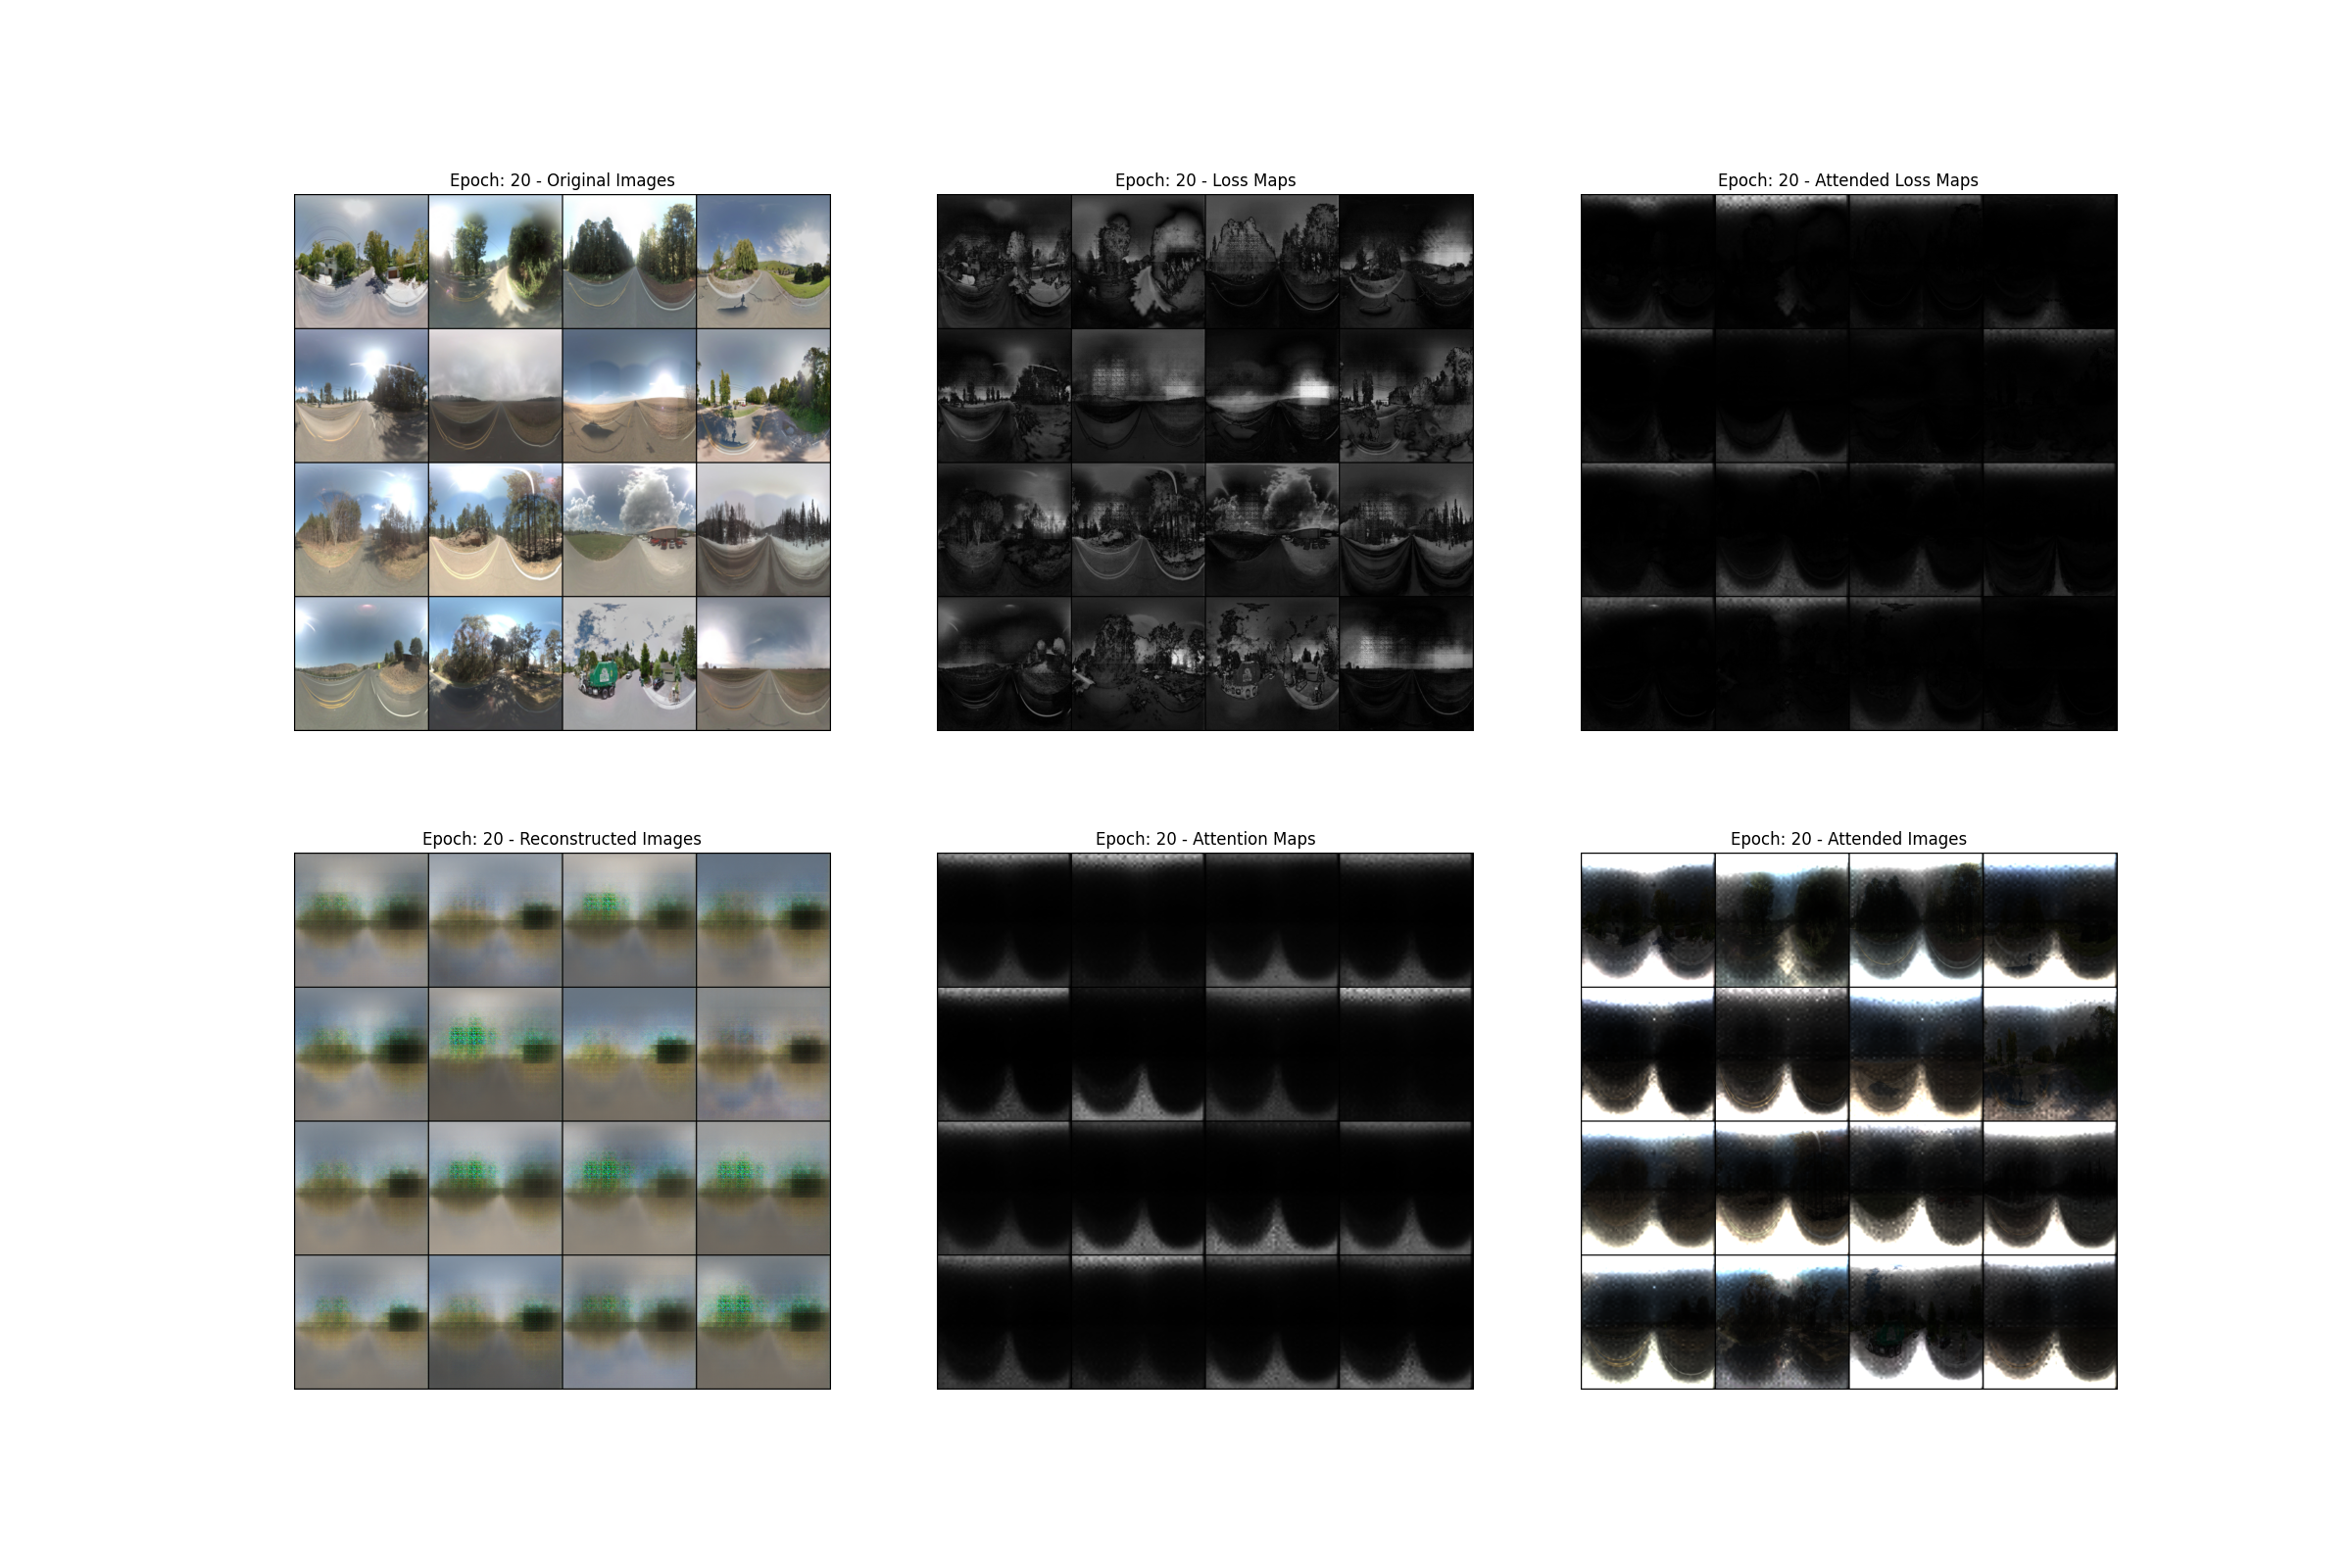 Epoch: 20 - Original Images
Epoch: 20 - Loss Maps
Epoch: 20 - Attended Loss Maps
Epoch: 20 - Reconstructed Images
Epoch: 20 - Attention Maps
Epoch: 20 - Attended Images